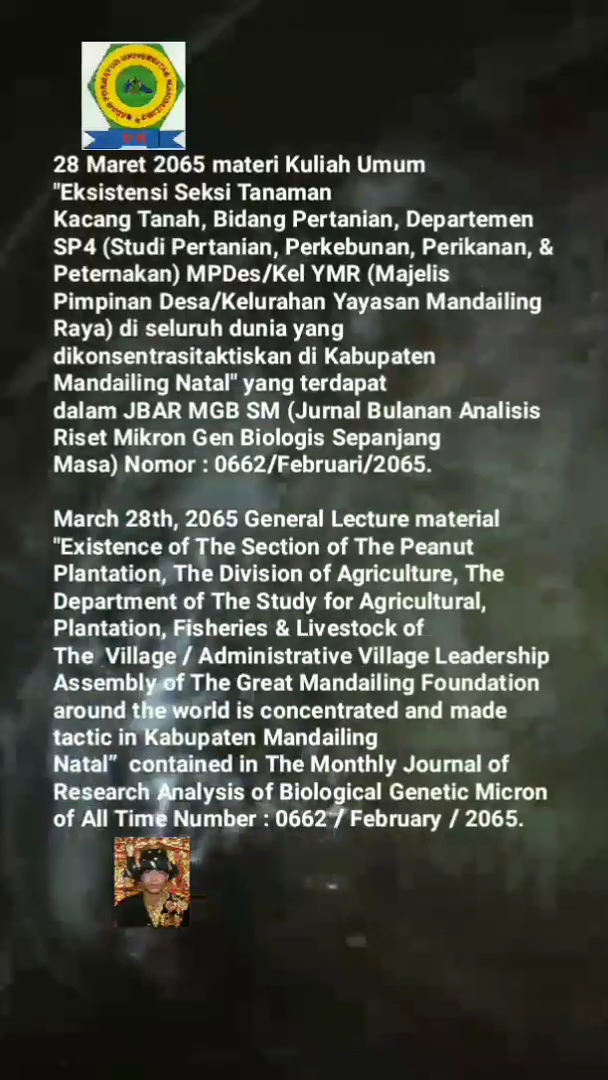 28 Maret 2065 materi Kuliah Umum
"Eksistensi Seksi Tanaman
Kacang Tanah, Bidang Pertanian, Departemen
SP4 (Studi Pertanian, Perkebunan, Perikanan, &
Peternakan) MPDes/Kel YMR (Majelis
Pimpinan Desa/Kelurahan Yayasan Mandailing
Raya) di seluruh dunia yang
dikonsentrasitaktiskan di Kabupaten
Mandailing Natal" yang terdapat
dalam JBAR MGB SM (Jurnal Bulanan Analisis
Riset Mikron Gen Biologis Sepanjang
Masa) Nomor : 0662/Februari/2065.
March 28th, 2065 General Lecture material
"Existence of The Section of The Peanut
Plantation, The Division of Agriculture, The
Department of The Study for Agricultural,
Plantation, Fisheries & Livestock of
The Village / Administrative Village Leadership
Assembly of The Great Mandailing Foundation
around the world is concentrated and made
tactic in Kabupaten Mandailing
Natal” contained in The Monthly Journal of
Research Analysis of Biological Genetic Micron
of All Time Number : 0662 / February / 2065.